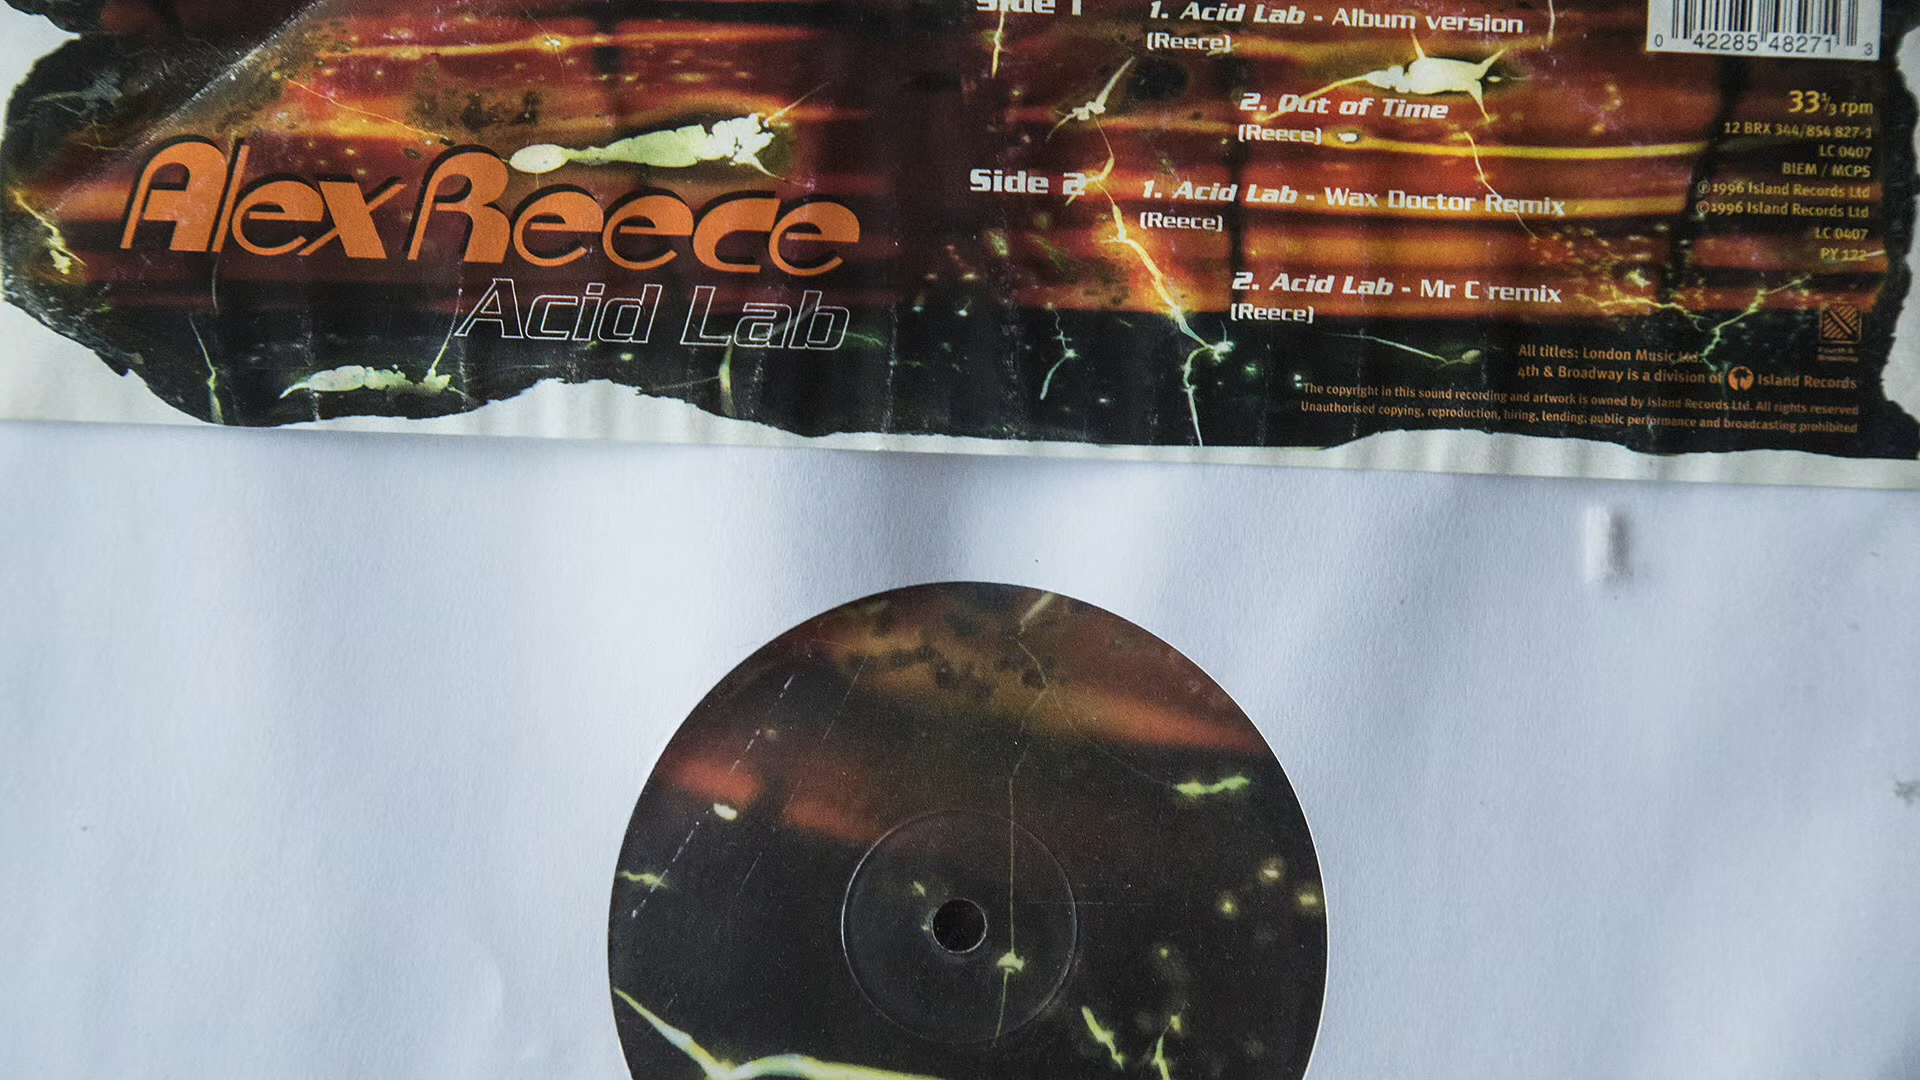 Side 1
1. Acid Lab - Album version
(Reece)
2. Out of Time
(Reece)
Side 2
1. Acid Lab - Wax Doctor Remix
(Reece)
2. Acid Lab - Mr C remix
(Reece)
Alex Reece
Acid Lab
0 42285 48271 3
33⅓ rpm
12 BRX 344/854 827-1
LC 0407
BIEM / MCPS
℗1996 Island Records Ltd
©1996 Island Records Ltd
LC 0407
PY 122
Fourth &
Broadway
All titles: London Music Ltd.
4th & Broadway is a division of Island Records
The copyright in this sound recording and artwork is owned by Island Records Ltd. All rights reserved
Unauthorised copying, reproduction, hiring, lending, public performance and broadcasting prohibited